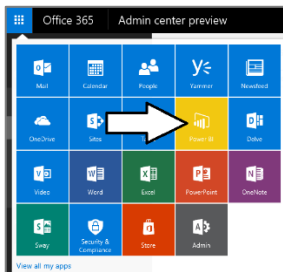 Office 365 Admin center preview
Mail Calendar People Yammer Newsfeed
OneDrive Sites Power BI Delve
Video Word Excel PowerPoint OneNote
Sway Security & Compliance Store Admin
View all my apps